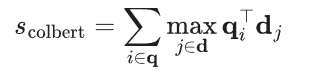 s_colbert = ∑_{i∈q} max_{j∈d} q_i^⊤ d_j